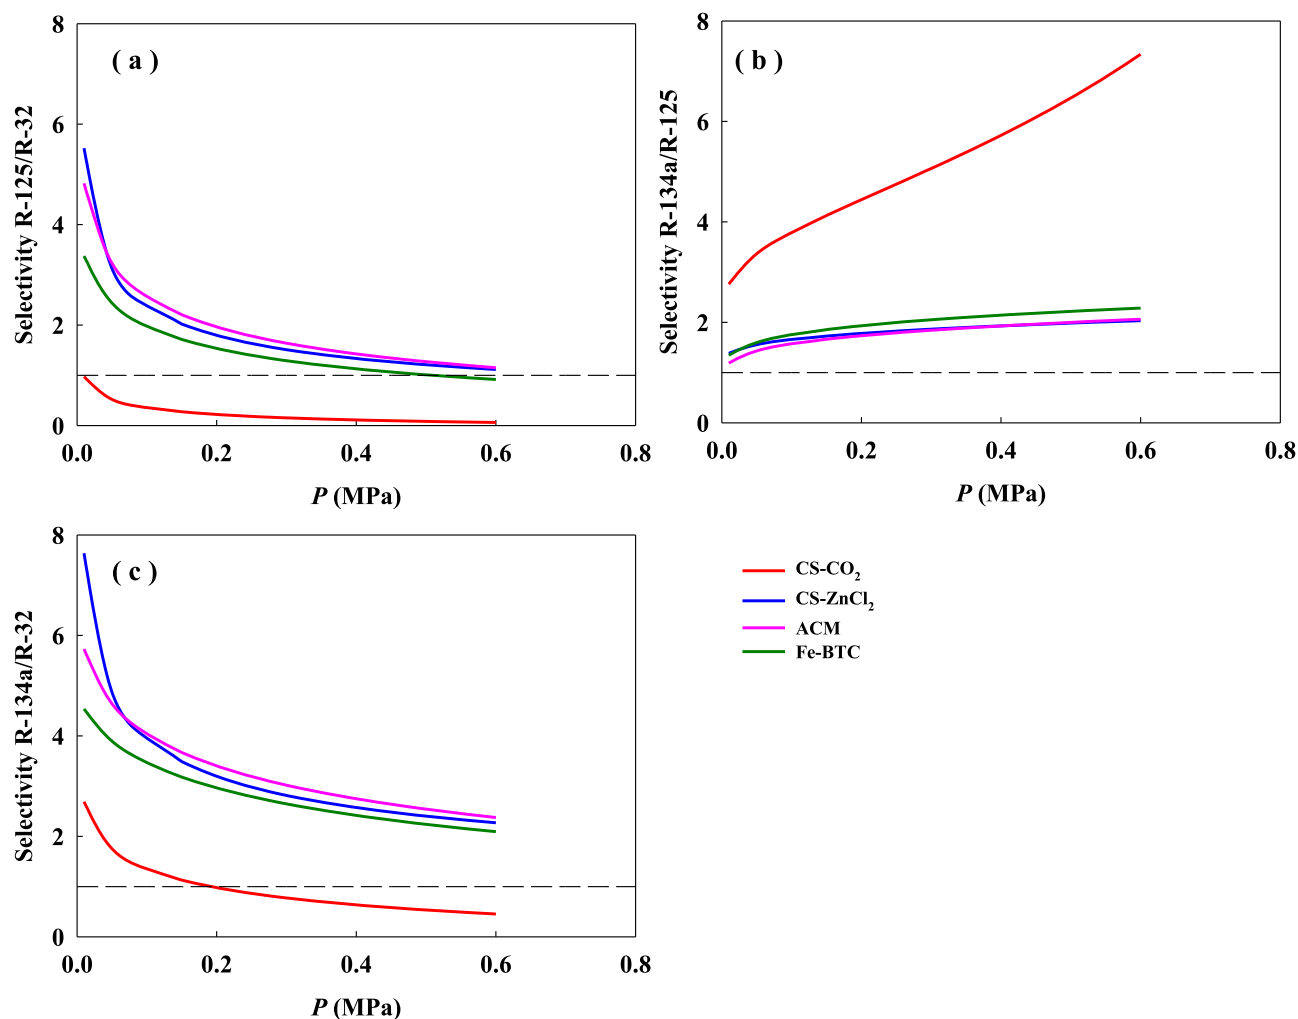 ( a )
Selectivity R-125/R-32
8
6
4
2
0
0.0 0.2 0.4 0.6 0.8
P (MPa)
( b )
Selectivity R-134a/R-125
8
6
4
2
0
0.0 0.2 0.4 0.6 0.8
P (MPa)
( c )
Selectivity R-134a/R-32
8
6
4
2
0
0.0 0.2 0.4 0.6 0.8
P (MPa)
CS-CO₂
CS-ZnCl₂
ACM
Fe-BTC